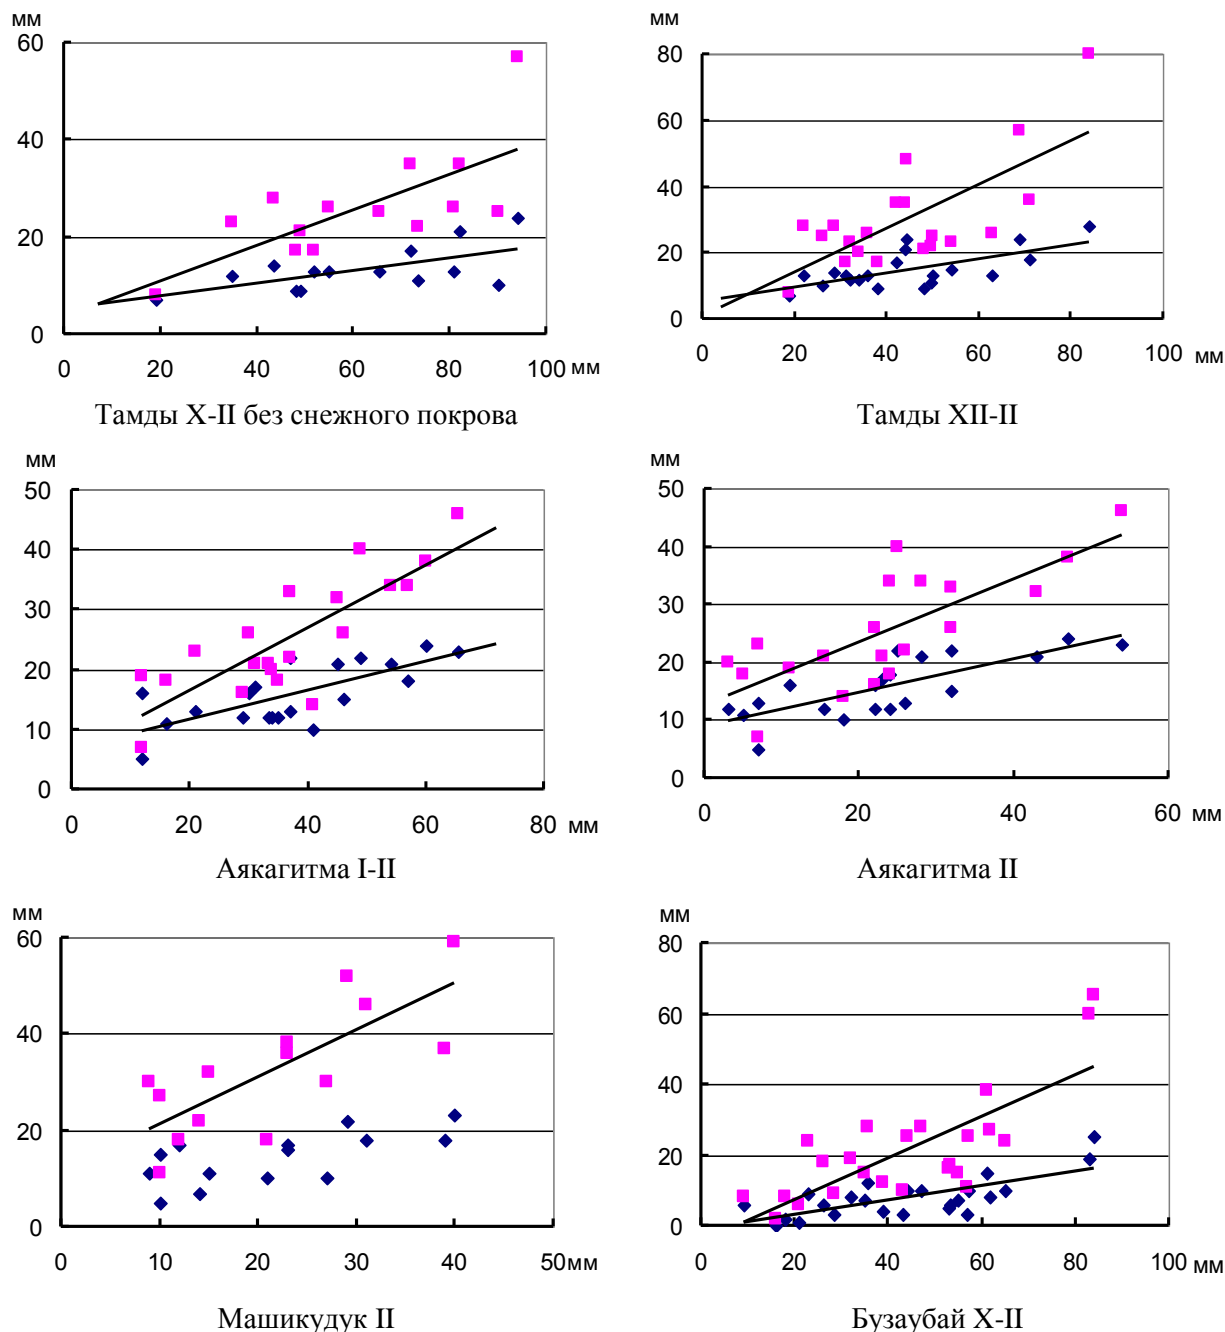 мм
60
40
20
0
0 20 40 60 80 100 мм
Тамды X-II без снежного покрова
мм
80
60
40
20
0
0 20 40 60 80 100
мм
Тамды XII-II
мм
50
40
30
20
10
0
0 20 40 60 80 мм
Аякагитма I-II
мм
50
40
30
20
10
0
0 20 40 60
мм
Аякагитма II
мм
60
40
20
0
0 10 20 30 40 50мм
Машикудук II
мм
80
60
40
20
0
0 20 40 60 80 100
мм
Бузаубай X-II